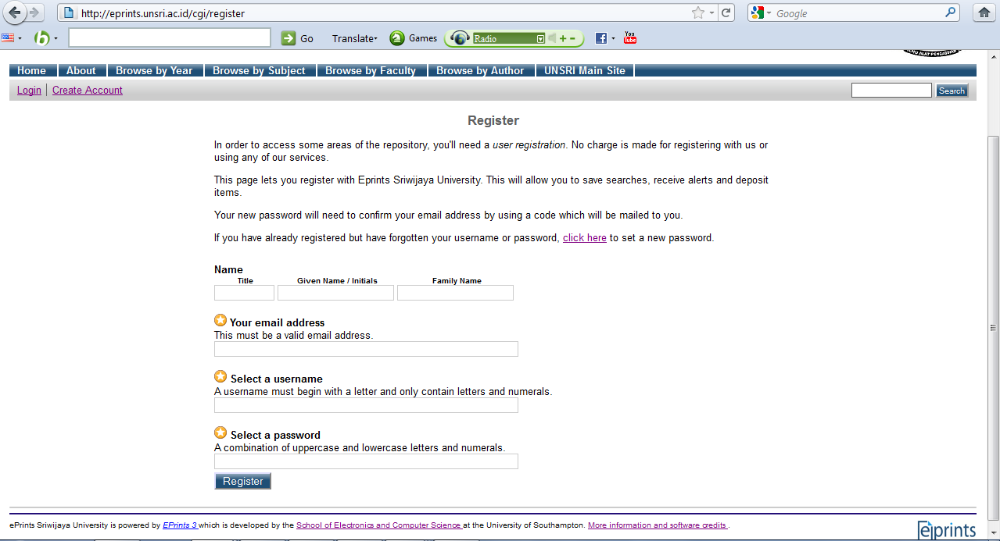 http://eprints.unsri.ac.id/cgi/register
Google
Go Translate Games Radio You Tube
Home About Browse by Year Browse by Subject Browse by Faculty Browse by Author UNSRI Main Site
Login Create Account Search
Register
In order to access some areas of the repository, you'll need a user registration. No charge is made for registering with us or
using any of our services.
This page lets you register with Eprints Sriwijaya University. This will allow you to save searches, receive alerts and deposit
items.
Your new password will need to confirm your email address by using a code which will be mailed to you.
If you have already registered but have forgotten your username or password, click here to set a new password.
Name
Title Given Name / Initials Family Name
Your email address
This must be a valid email address.
Select a username
A username must begin with a letter and only contain letters and numerals.
Select a password
A combination of uppercase and lowercase letters and numerals.
Register
ePrints Sriwijaya University is powered by EPrints 3 which is developed by the School of Electronics and Computer Science at the University of Southampton. More information and software credits.
eprints